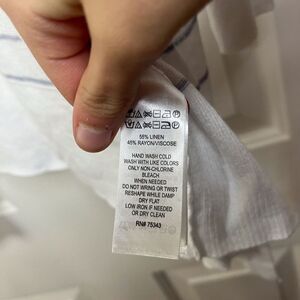 55% LINEN
45% RAYON/VISCOSE
HAND WASH COLD
WASH WITH LIKE COLORS
ONLY NON-CHLORINE
BLEACH
WHEN NEEDED
DO NOT WRING OR TWIST
RESHAPE WHILE DAMP
DRY FLAT
LOW IRON IF NEEDED
OR DRY CLEAN
RN# 75343